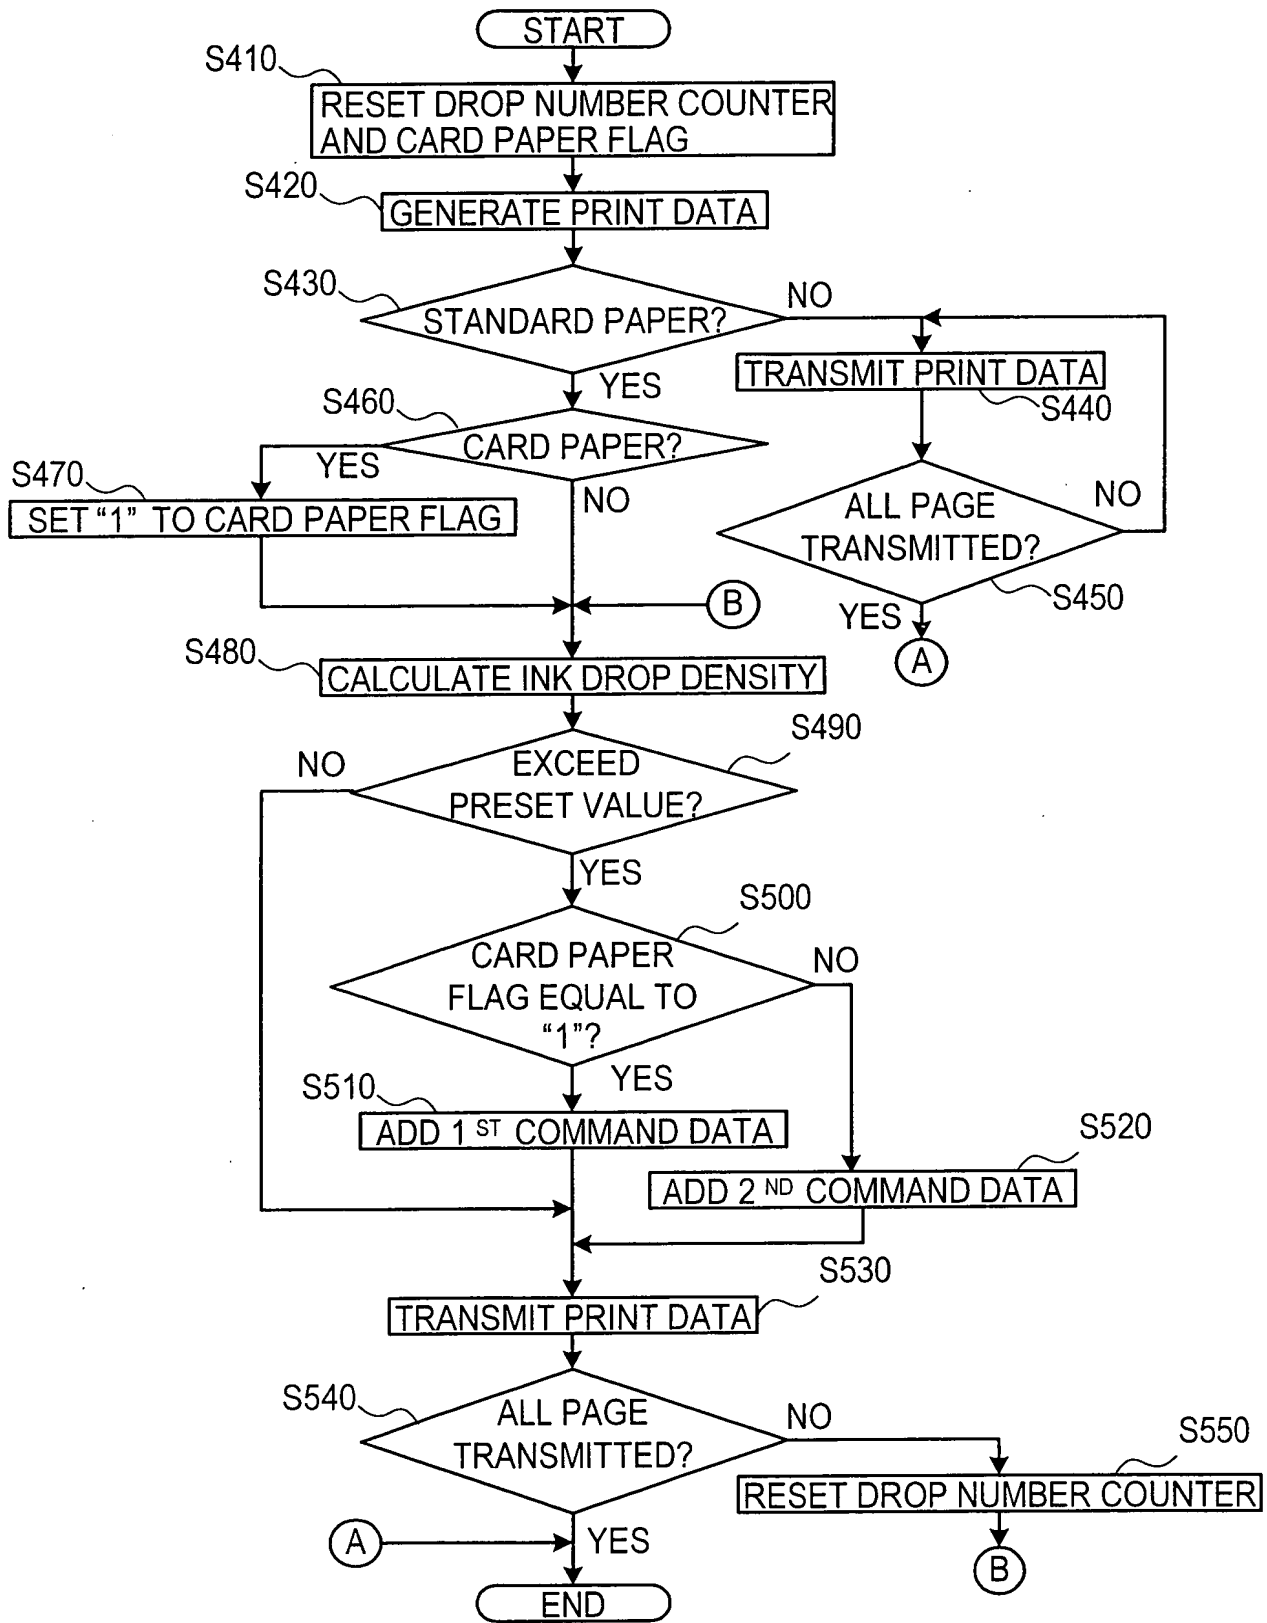 START
S410
RESET DROP NUMBER COUNTER
AND CARD PAPER FLAG
S420
GENERATE PRINT DATA
S430
STANDARD PAPER?
NO
YES
TRANSMIT PRINT DATA
S440
S460
CARD PAPER?
YES
NO
S470
SET “1” TO CARD PAPER FLAG
ALL PAGE
TRANSMITTED?
NO
S450
YES
A
B
S480
CALCULATE INK DROP DENSITY
S490
EXCEED
PRESET VALUE?
NO
YES
S500
CARD PAPER
FLAG EQUAL TO
“1”?
NO
YES
S510
ADD 1 ST COMMAND DATA
S520
ADD 2 ND COMMAND DATA
S530
TRANSMIT PRINT DATA
S540
ALL PAGE
TRANSMITTED?
NO
S550
RESET DROP NUMBER COUNTER
A
YES
B
END